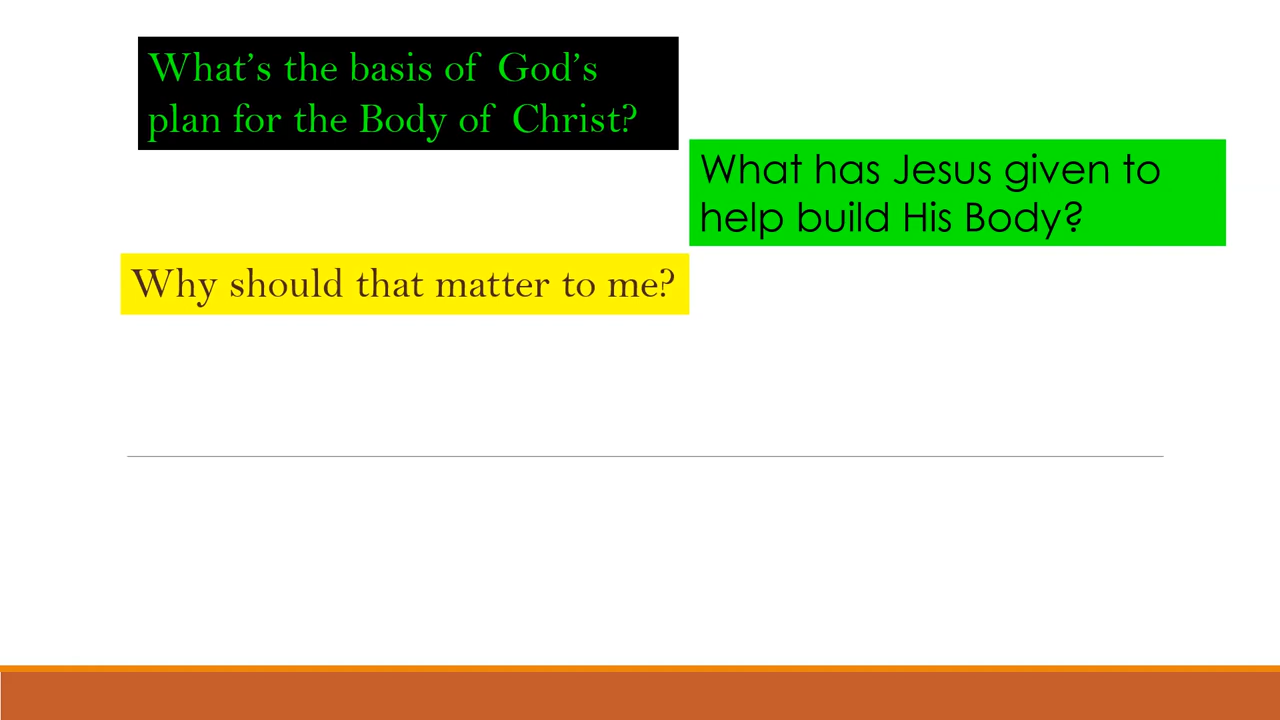 What’s the basis of God’s
plan for the Body of Christ?
What has Jesus given to
help build His Body?
Why should that matter to me?